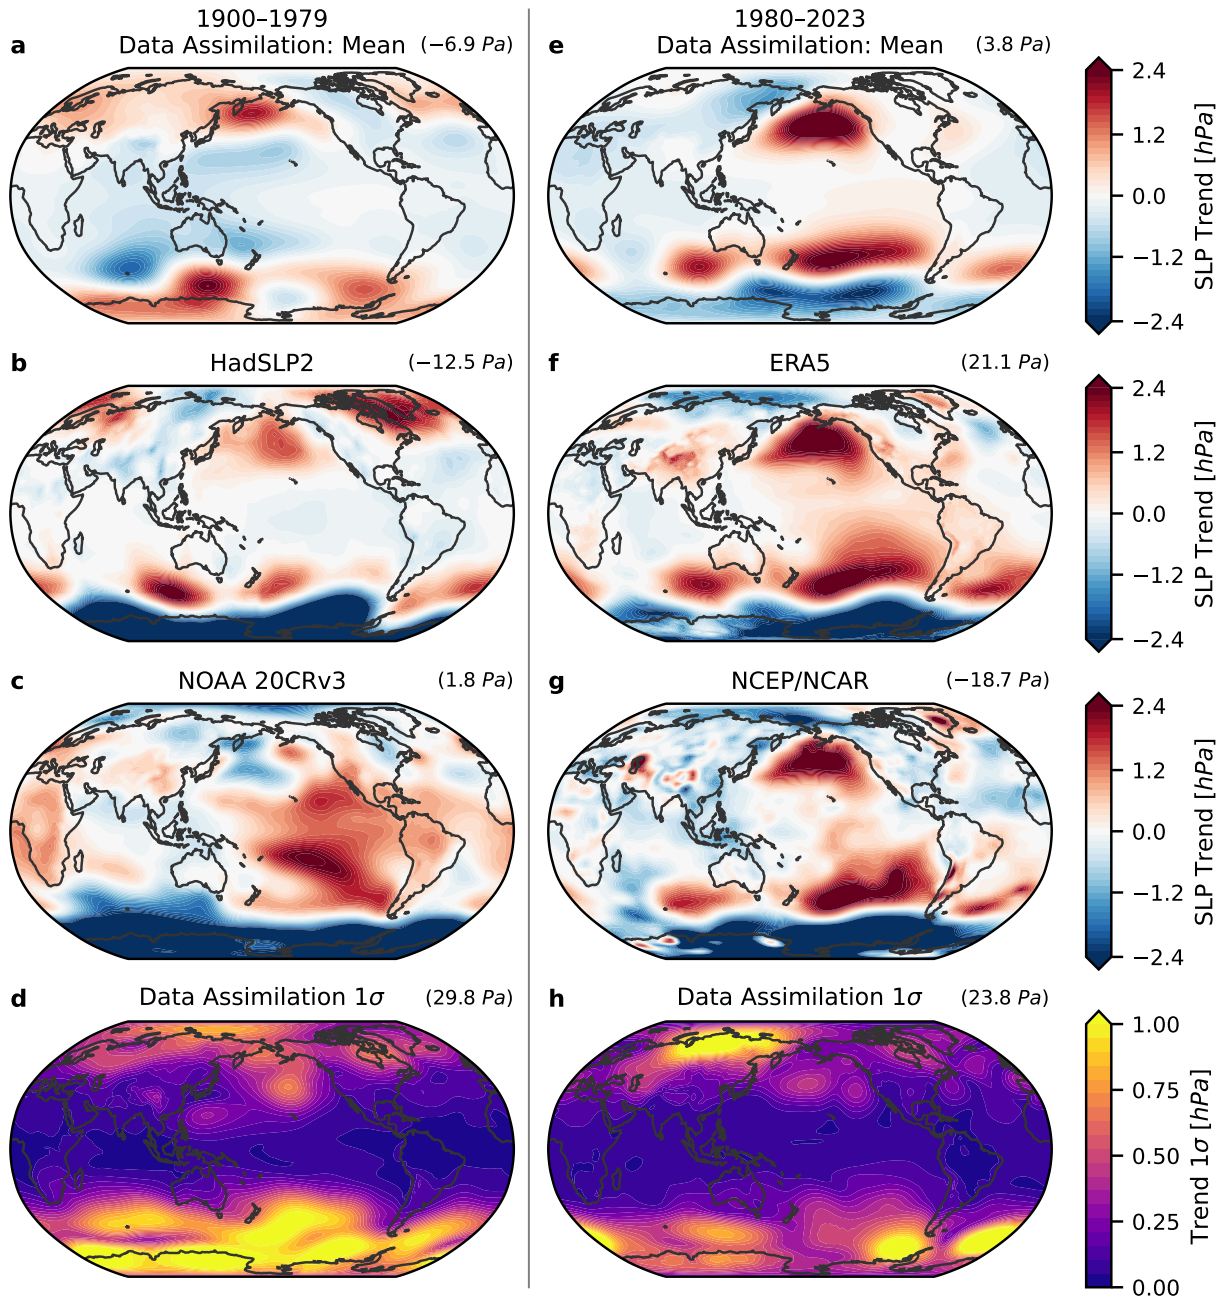 1900–1979
a Data Assimilation: Mean (−6.9 Pa)
1980–2023
e Data Assimilation: Mean (3.8 Pa)
2.4
1.2
0.0
−1.2
−2.4
SLP Trend [hPa]
b HadSLP2 (−12.5 Pa)
f ERA5 (21.1 Pa)
2.4
1.2
0.0
−1.2
−2.4
SLP Trend [hPa]
c NOAA 20CRv3 (1.8 Pa)
g NCEP/NCAR (−18.7 Pa)
2.4
1.2
0.0
−1.2
−2.4
SLP Trend [hPa]
d Data Assimilation 1σ (29.8 Pa)
h Data Assimilation 1σ (23.8 Pa)
1.00
0.75
0.50
0.25
0.00
Trend 1σ [hPa]